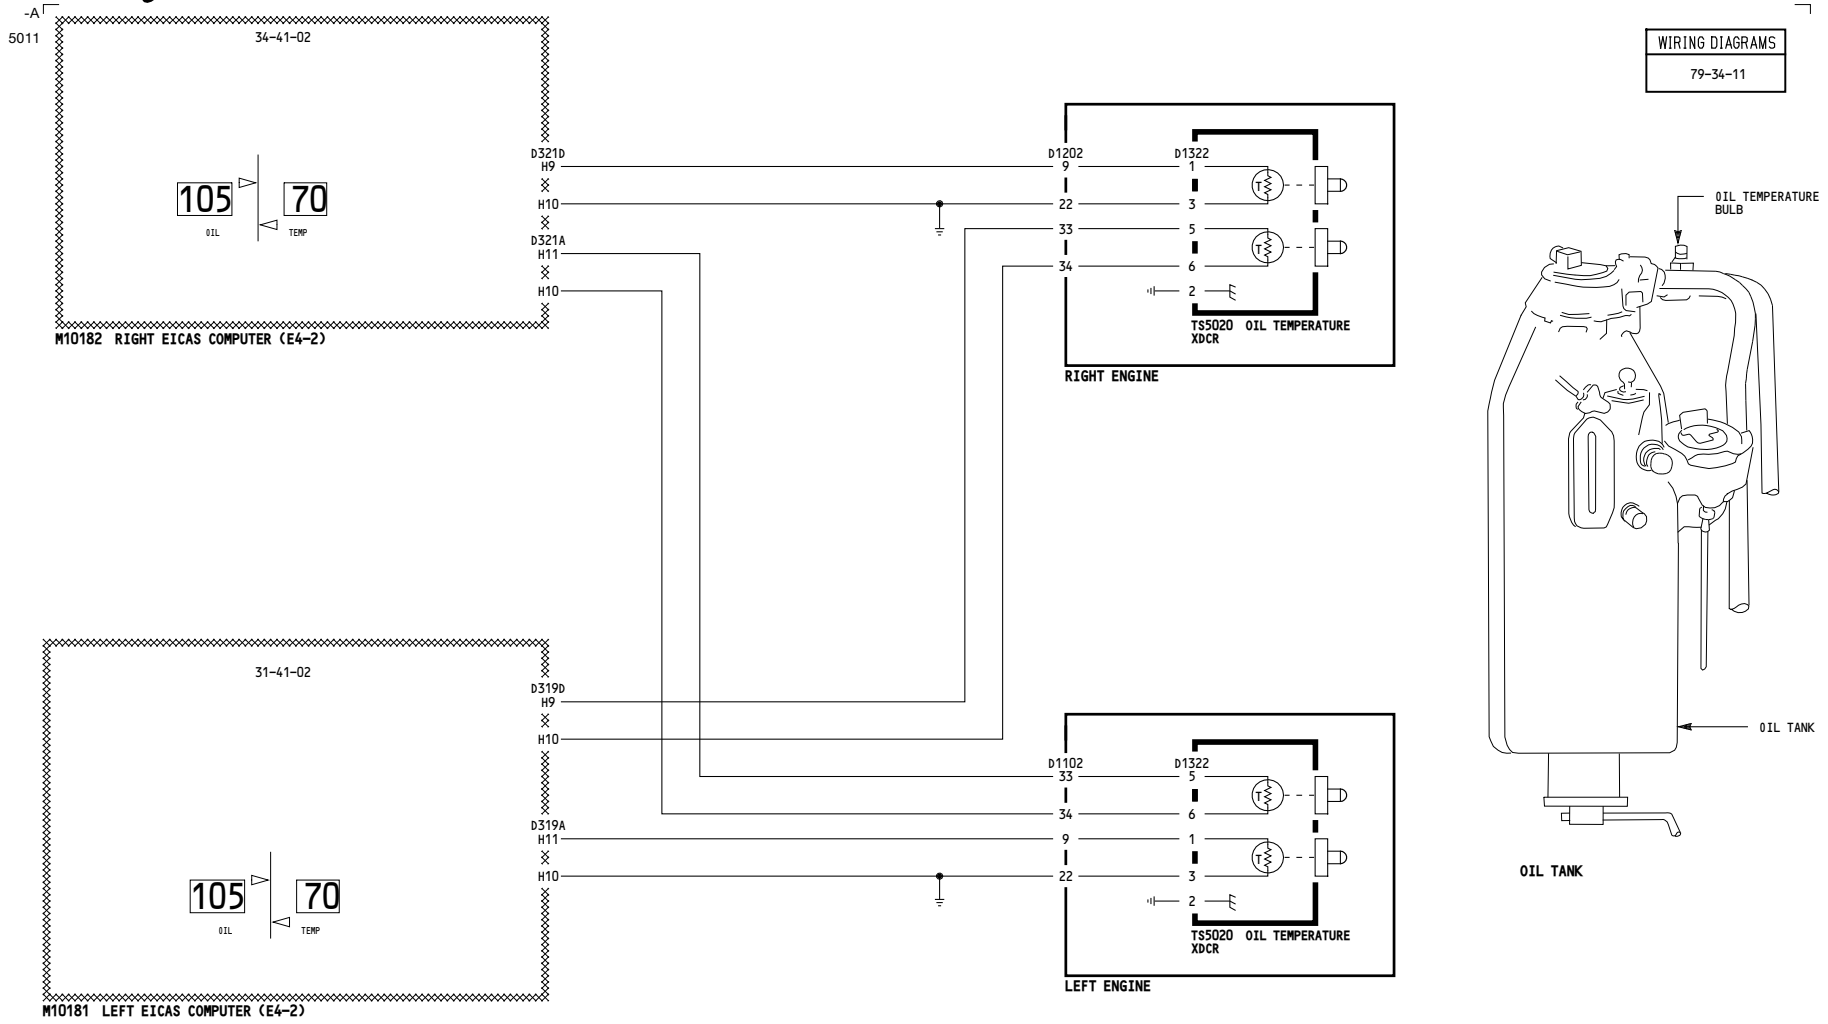 -A
5011
34-41-02
WIRING DIAGRAMS
79-34-11
105
70
OIL
TEMP
D321D
H9
H10
D321A
H11
H10
M10182 RIGHT EICAS COMPUTER (E4-2)
D1202
9
22
33
34
D1322
1
3
5
6
2
T
T
TS5020 OIL TEMPERATURE
XDCR
RIGHT ENGINE
OIL TEMPERATURE
BULB
31-41-02
D319D
H9
H10
D319A
H11
H10
105
70
OIL
TEMP
M10181 LEFT EICAS COMPUTER (E4-2)
D1102
33
34
9
22
D1322
5
6
1
3
2
T
T
TS5020 OIL TEMPERATURE
XDCR
LEFT ENGINE
OIL TANK
OIL TANK